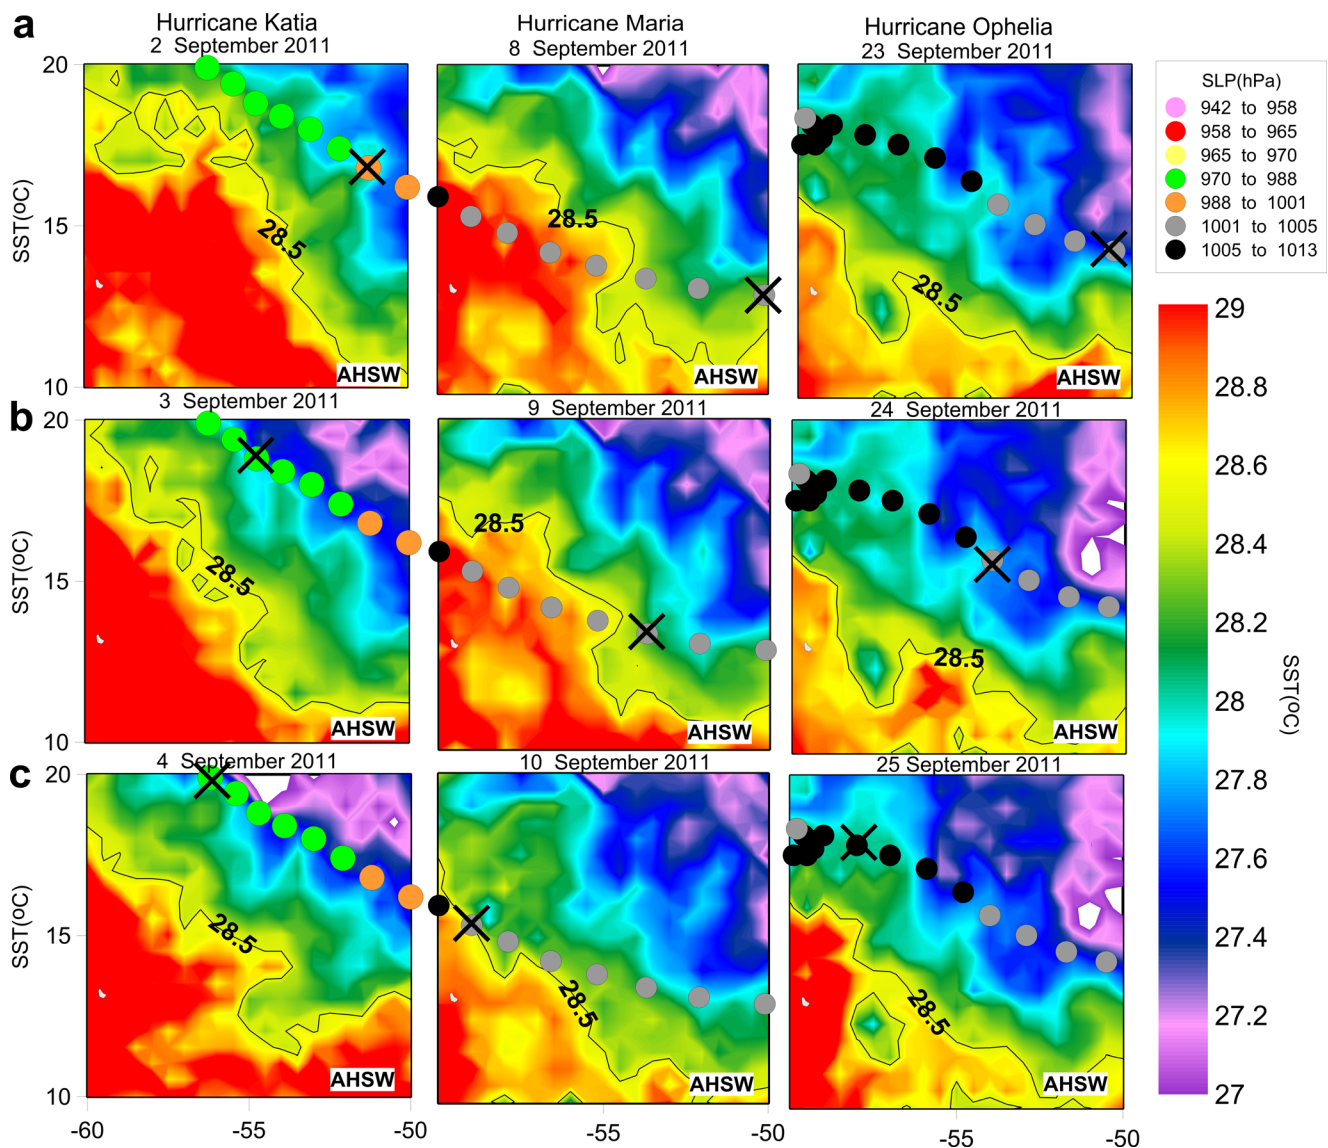 a
Hurricane Katia
2 September 2011
Hurricane Maria
8 September 2011
Hurricane Ophelia
23 September 2011
20
15
10
SST(oC)
28.5
AHSW
28.5
AHSW
28.5
AHSW
SLP(hPa)
942 to 958
958 to 965
965 to 970
970 to 988
988 to 1001
1001 to 1005
1005 to 1013
b
3 September 2011
9 September 2011
24 September 2011
20
15
10
SST(oC)
28.5
AHSW
28.5
AHSW
28.5
AHSW
c
4 September 2011
10 September 2011
25 September 2011
20
15
10
SST(oC)
28.5
AHSW
28.5
AHSW
28.5
AHSW
-60
-55
-50
-55
-50
-55
-50
29
28.8
28.6
28.4
28.2
28
27.8
27.6
27.4
27.2
27
SST(oC)